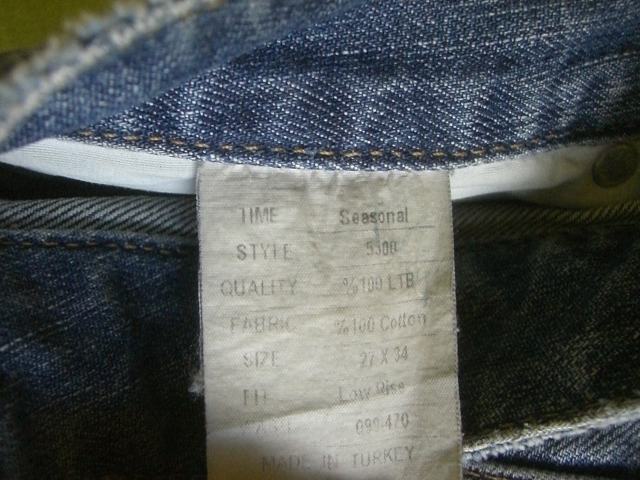 TIME Seasonal
STYLE 5300
QUALITY %100 LTB
FABRIC %100 Cotton
SIZE 27 X 34
FIT Low Rise
099-470
MADE IN TURKEY